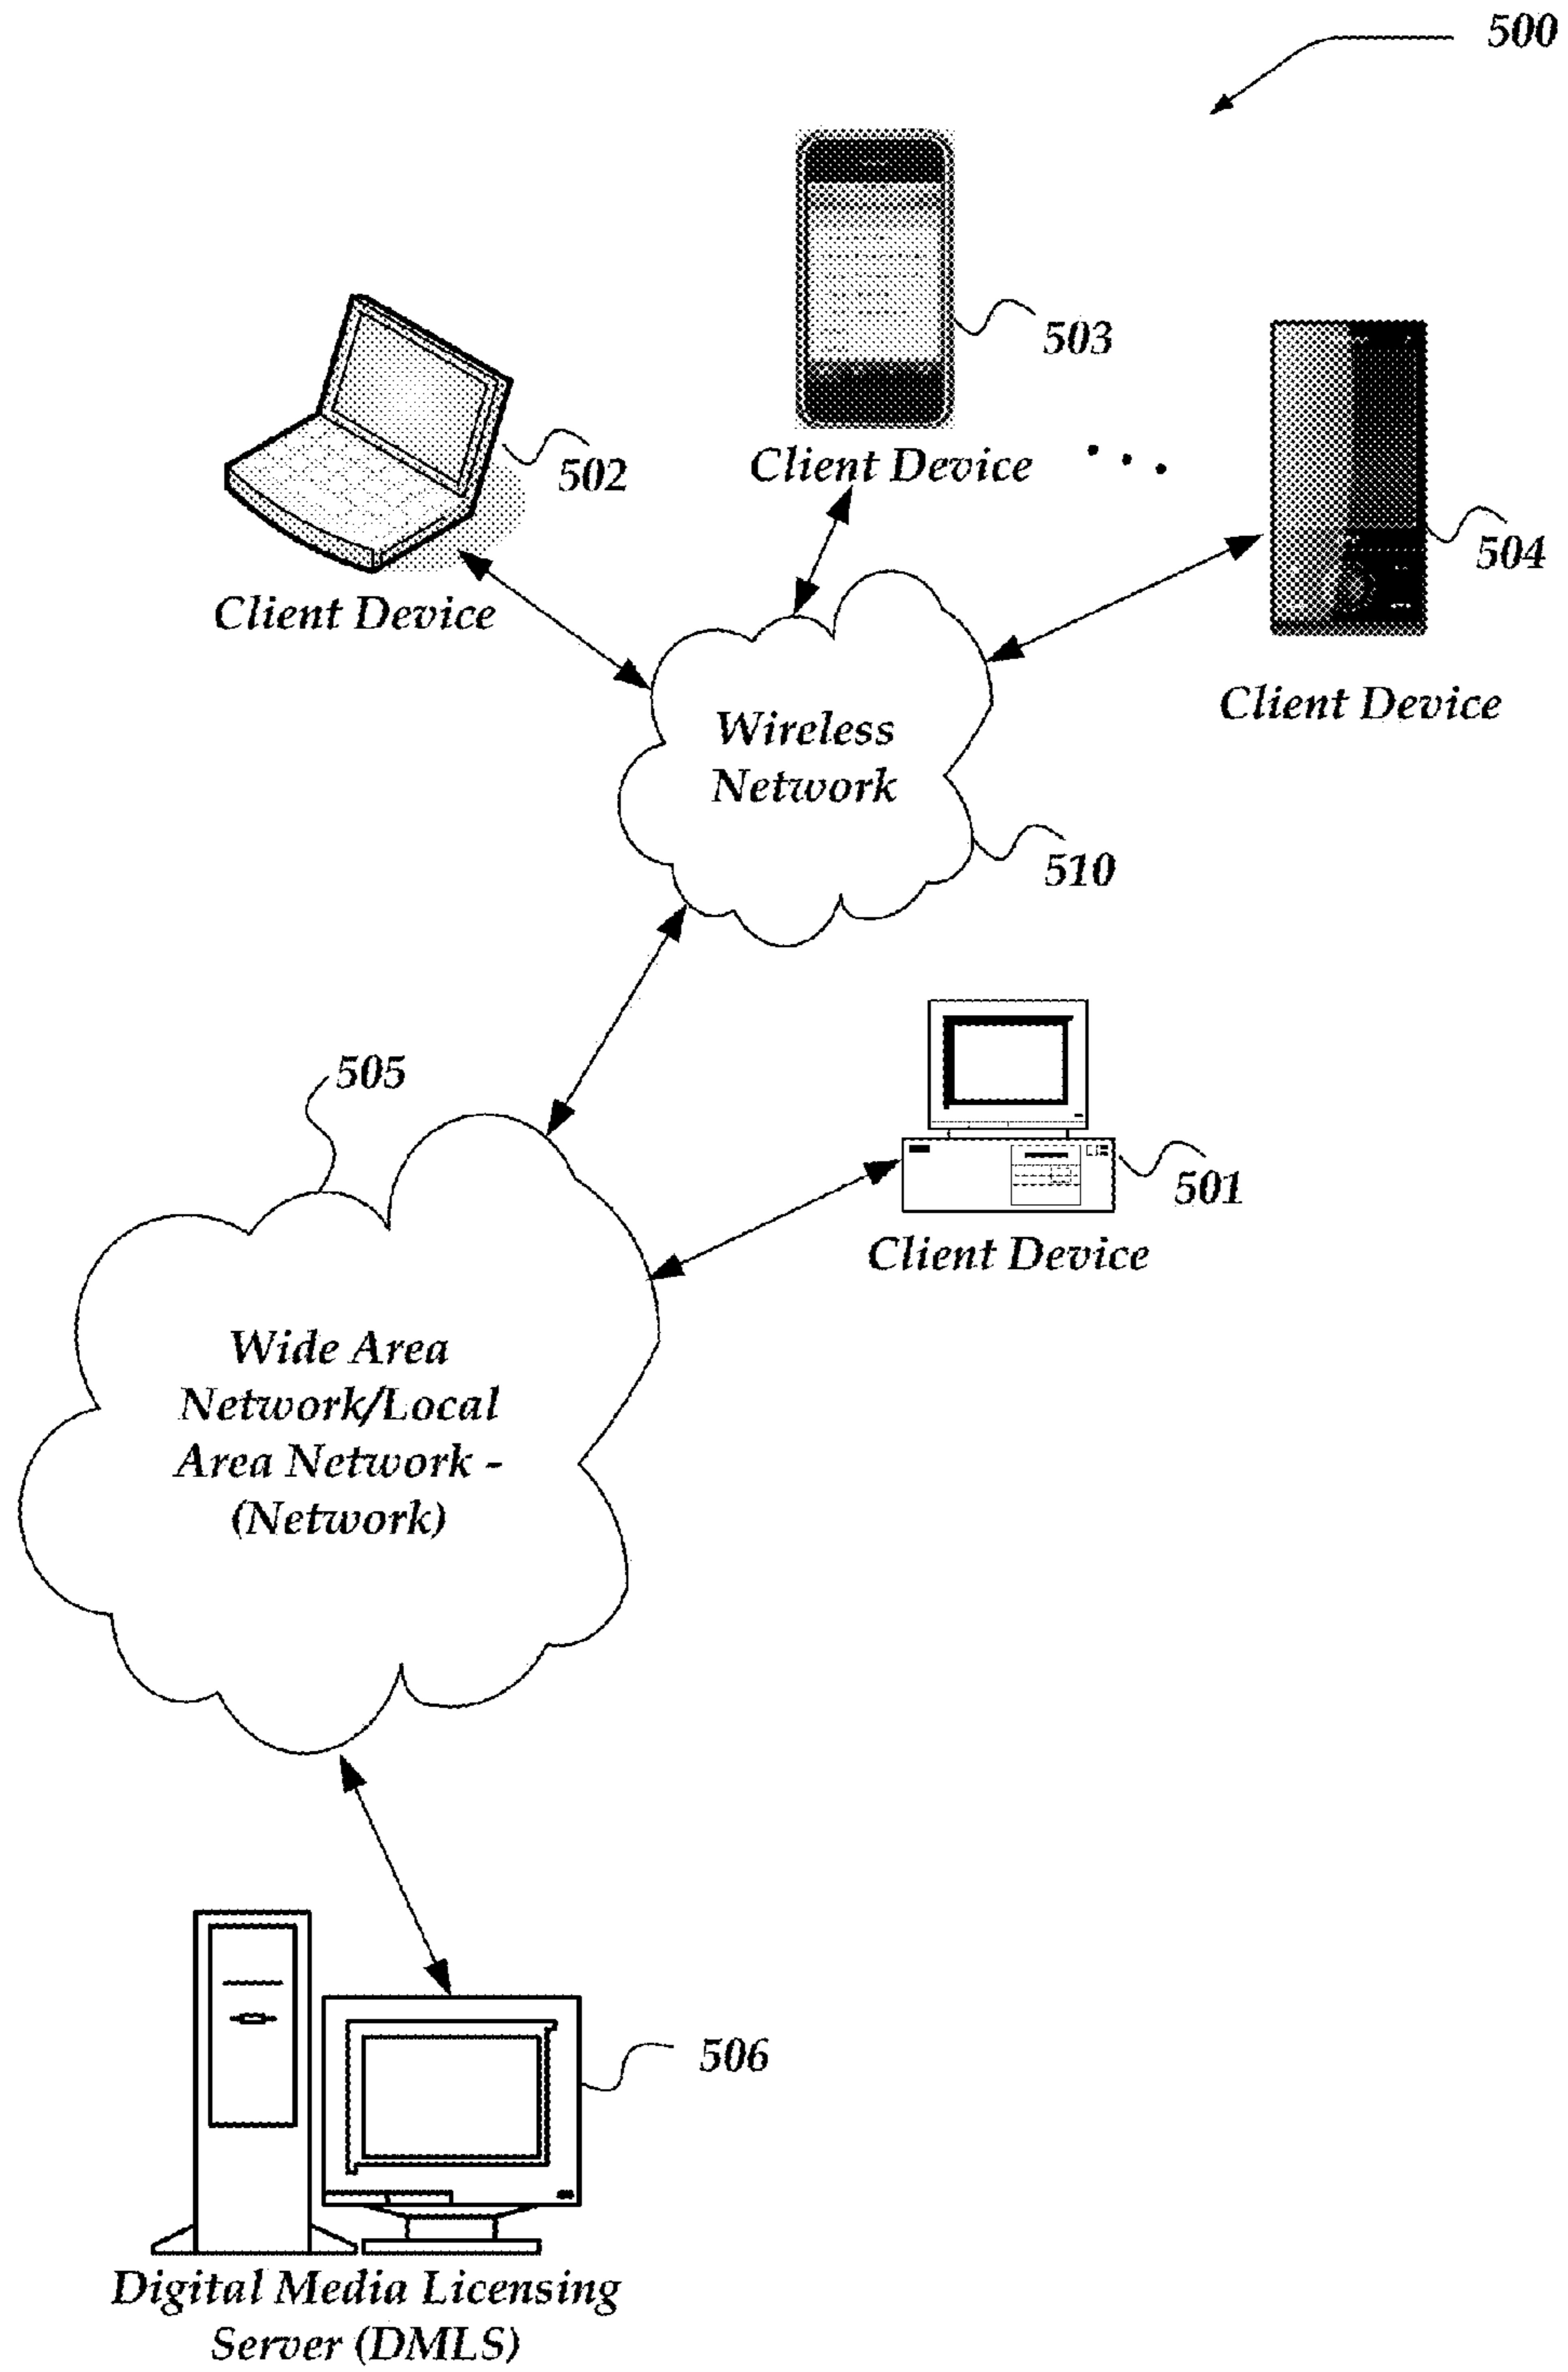 500
503
502
Client Device
504
Client Device
Client Device
Wireless
Network
510
505
501
Client Device
Wide Area
Network/Local
Area Network -
(Network)
506
Digital Media Licensing
Server (DMLS)